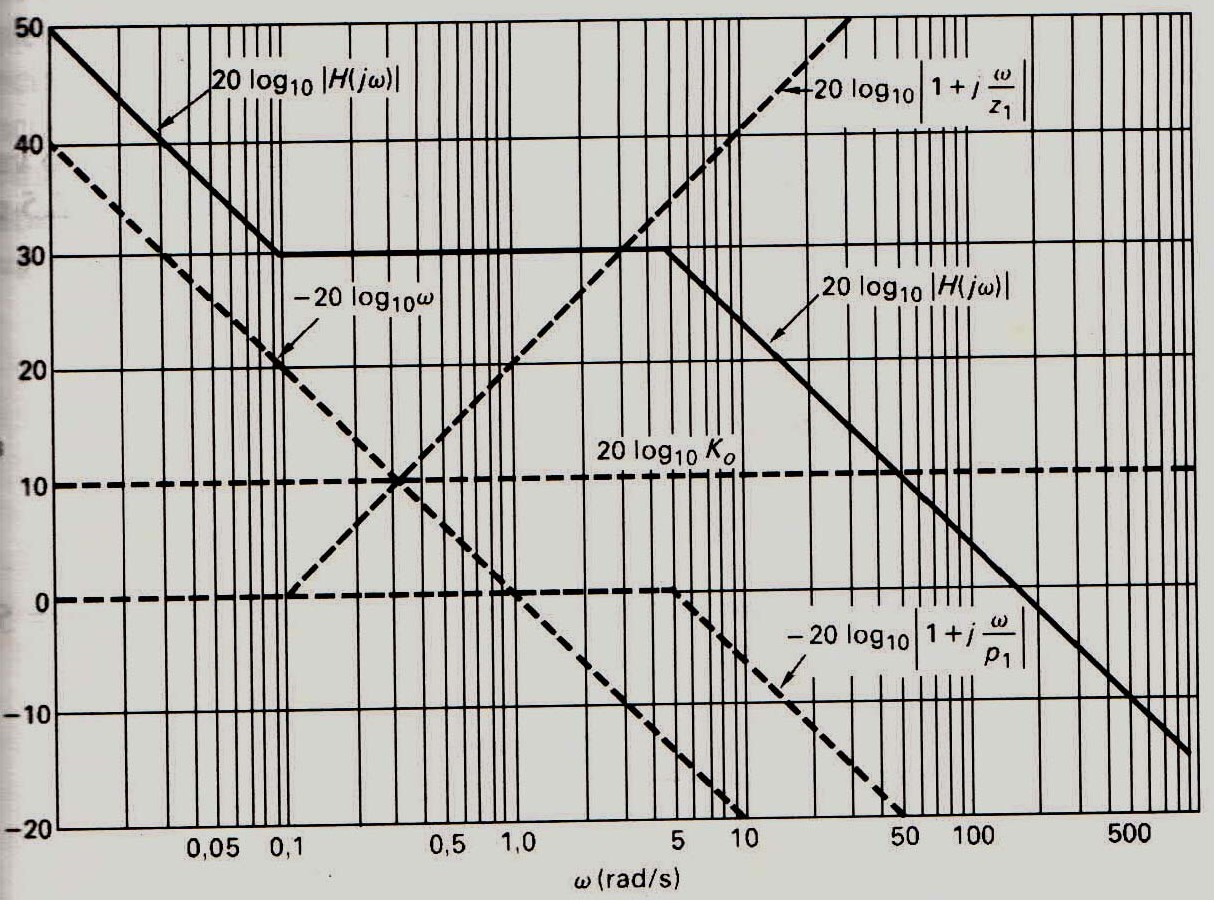 50
40
30
20
10
0
−10
−20
20 log₁₀ |H(jω)|
20 log₁₀ |1 + j ω/z₁|
−20 log₁₀ω
20 log₁₀ |H(jω)|
20 log₁₀ Kₒ
−20 log₁₀ |1 + j ω/p₁|
0,05 0,1 0,5 1,0 5 10 50 100 500
ω (rad/s)